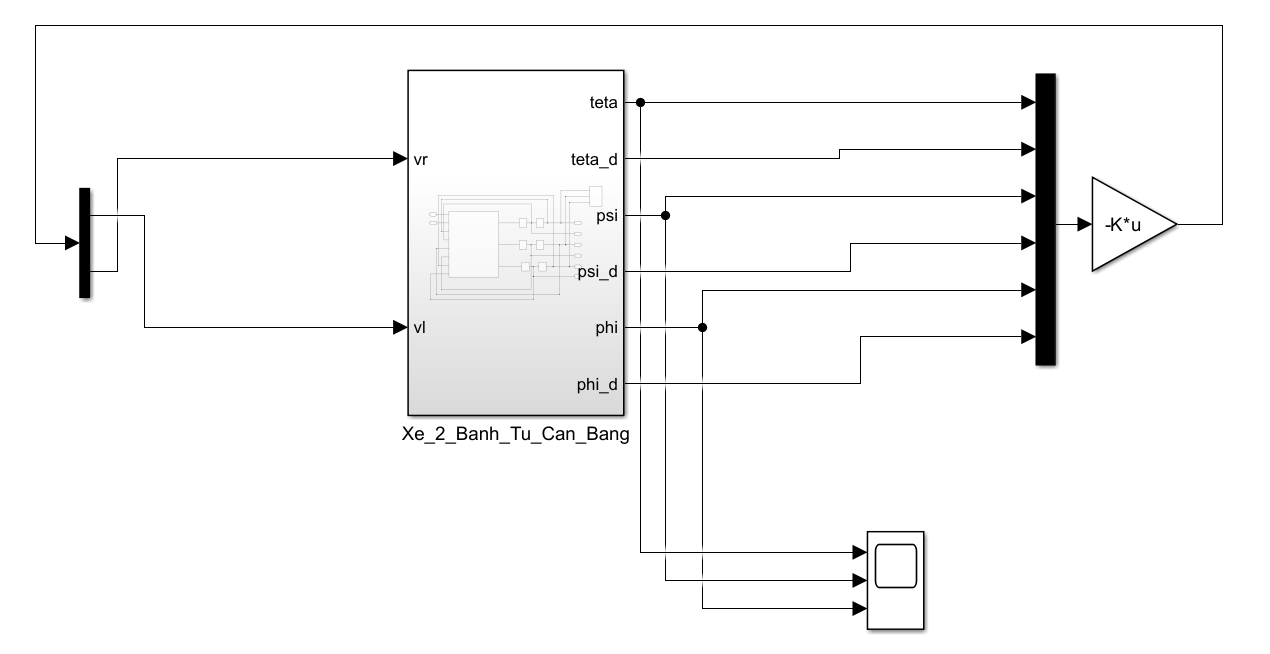 teta
vr
teta_d
psi
-K*u
psi_d
vl
phi
phi_d
Xe_2_Banh_Tu_Can_Bang